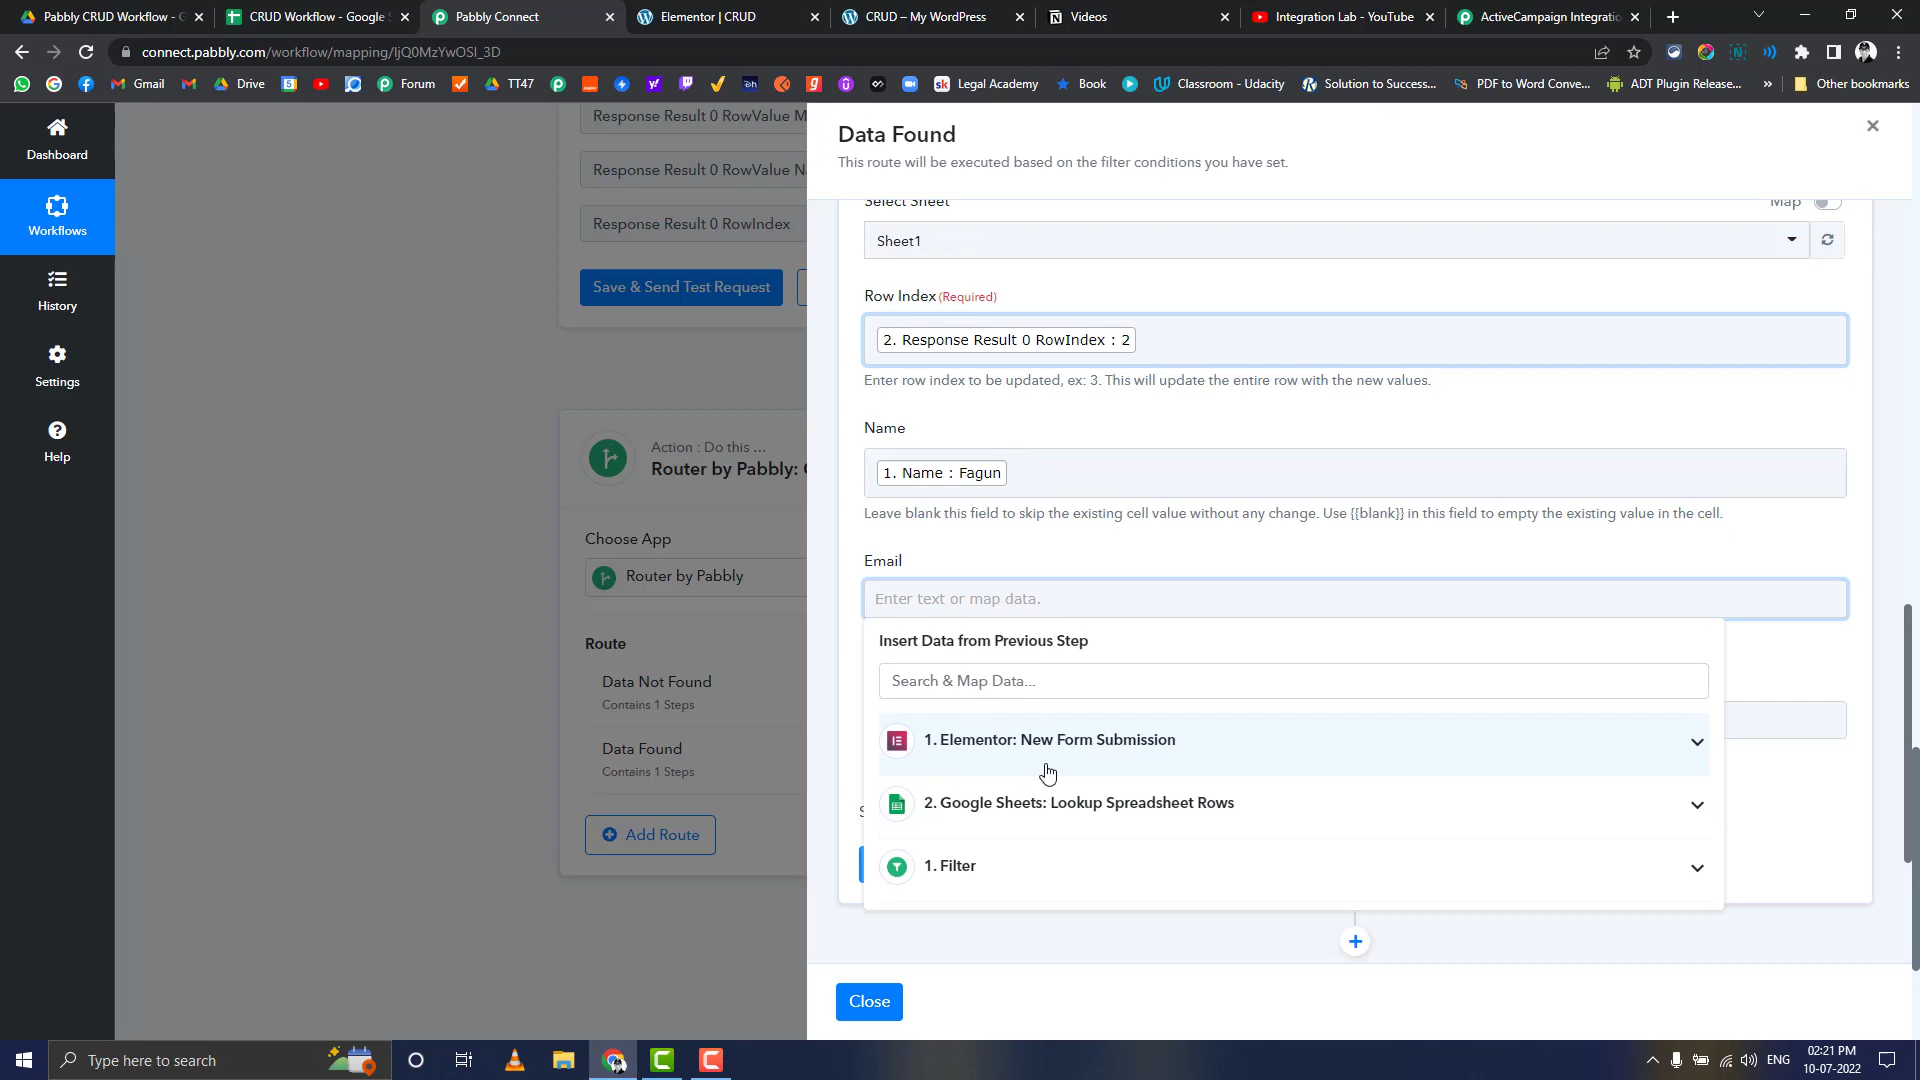 Pabbly CRUD Workflow - G
CRUD Workflow - Google S
Pabbly Connect
Elementor | CRUD
CRUD – My WordPress
Videos
Integration Lab - YouTube
ActiveCampaign Integratio
connect.pabbly.com/workflow/mapping/IjQ0MzYwOSI_3D
Gmail
Drive
Forum
TT47
Legal Academy
Book
Classroom - Udacity
Solution to Success...
PDF to Word Conve...
ADT Plugin Release...
»
Other bookmarks
Dashboard
Workflows
History
Settings
Help
Response Result 0 RowValue M
Response Result 0 RowValue N
Response Result 0 RowIndex
Save & Send Test Request
Action : Do this ...
Router by Pabbly:
Choose App
Router by Pabbly
Route
Data Not Found
Contains 1 Steps
Data Found
Contains 1 Steps
Add Route
Data Found
This route will be executed based on the filter conditions you have set.
Select Sheet
Map
Sheet1
Row Index (Required)
2. Response Result 0 RowIndex : 2
Enter row index to be updated, ex: 3. This will update the entire row with the new values.
Name
1. Name : Fagun
Leave blank this field to skip the existing cell value without any change. Use {{blank}} in this field to empty the existing value in the cell.
Email
Enter text or map data.
Insert Data from Previous Step
Search & Map Data...
1. Elementor: New Form Submission
2. Google Sheets: Lookup Spreadsheet Rows
1. Filter
Close
Type here to search
ENG
02:21 PM
10-07-2022